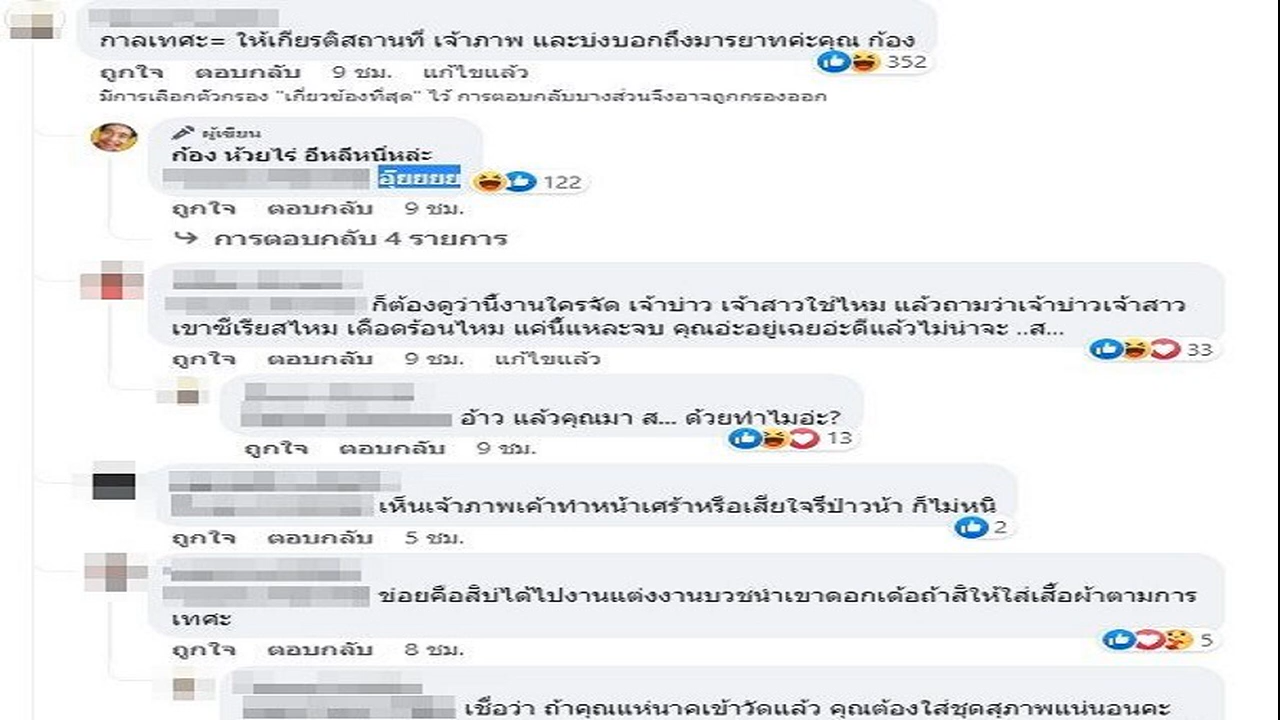 กาลเทศะ= ให้เกียรติสถานที่ เจ้าภาพ และบ่งบอกถึงมารยาทค่ะคุณ ก้อง
352
ถูกใจ ตอบกลับ 9 ชม. แก้ไขแล้ว
มีการเลือกตัวกรอง "เกี่ยวข้องที่สุด" ไว้ การตอบกลับบางส่วนจึงอาจถูกกรองออก
ผู้เขียน
ก้อง ห้วยไร่ อีหลีหนี่หล่ะ
อุ๊ยยยย 122
ถูกใจ ตอบกลับ 9 ชม.
การตอบกลับ 4 รายการ
ก็ต้องดูว่านี้งานใครจัด เจ้าบ่าว เจ้าสาวใช่ไหม แล้วถามว่าเจ้าบ่าวเจ้าสาว
เขาซีเรียสไหม เดือดร้อนไหม แค่นี้แหละจบ คุณอ่ะอยู่เฉยอ่ะดีแล้วไม่น่าจะ ..ส...
33
ถูกใจ ตอบกลับ 9 ชม. แก้ไขแล้ว
อ้าว แล้วคุณมา ส... ด้วยทำไมอ่ะ?
13
ถูกใจ ตอบกลับ 9 ชม.
เห็นเจ้าภาพเค้าทำหน้าเศร้าหรือเสียใจรึป่าวน้า ก็ไม่หนิ
2
ถูกใจ ตอบกลับ 5 ชม.
ข่อยคือสิบ่ได้ไปงานแต่งงานบวชนำเขาดอกเด้อถ้าสิให้ใส่เสื้อผ้าตามการ
เทศะ
5
ถูกใจ ตอบกลับ 8 ชม.
เชื่อว่า ถ้าคุณแห่นาคเข้าวัดแล้ว คุณต้องใส่ชุดสุภาพแน่นอนคะ